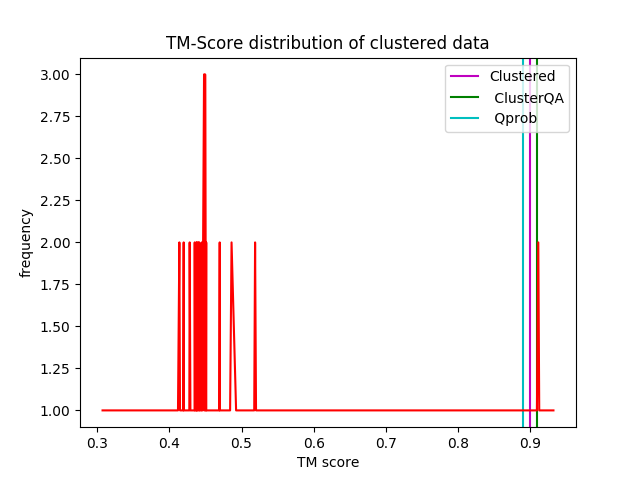 TM-Score distribution of clustered data
3.00
2.75
2.50
2.25
2.00
1.75
1.50
1.25
1.00
frequency
Clustered
ClusterQA
Qprob
0.3 0.4 0.5 0.6 0.7 0.8 0.9
TM score